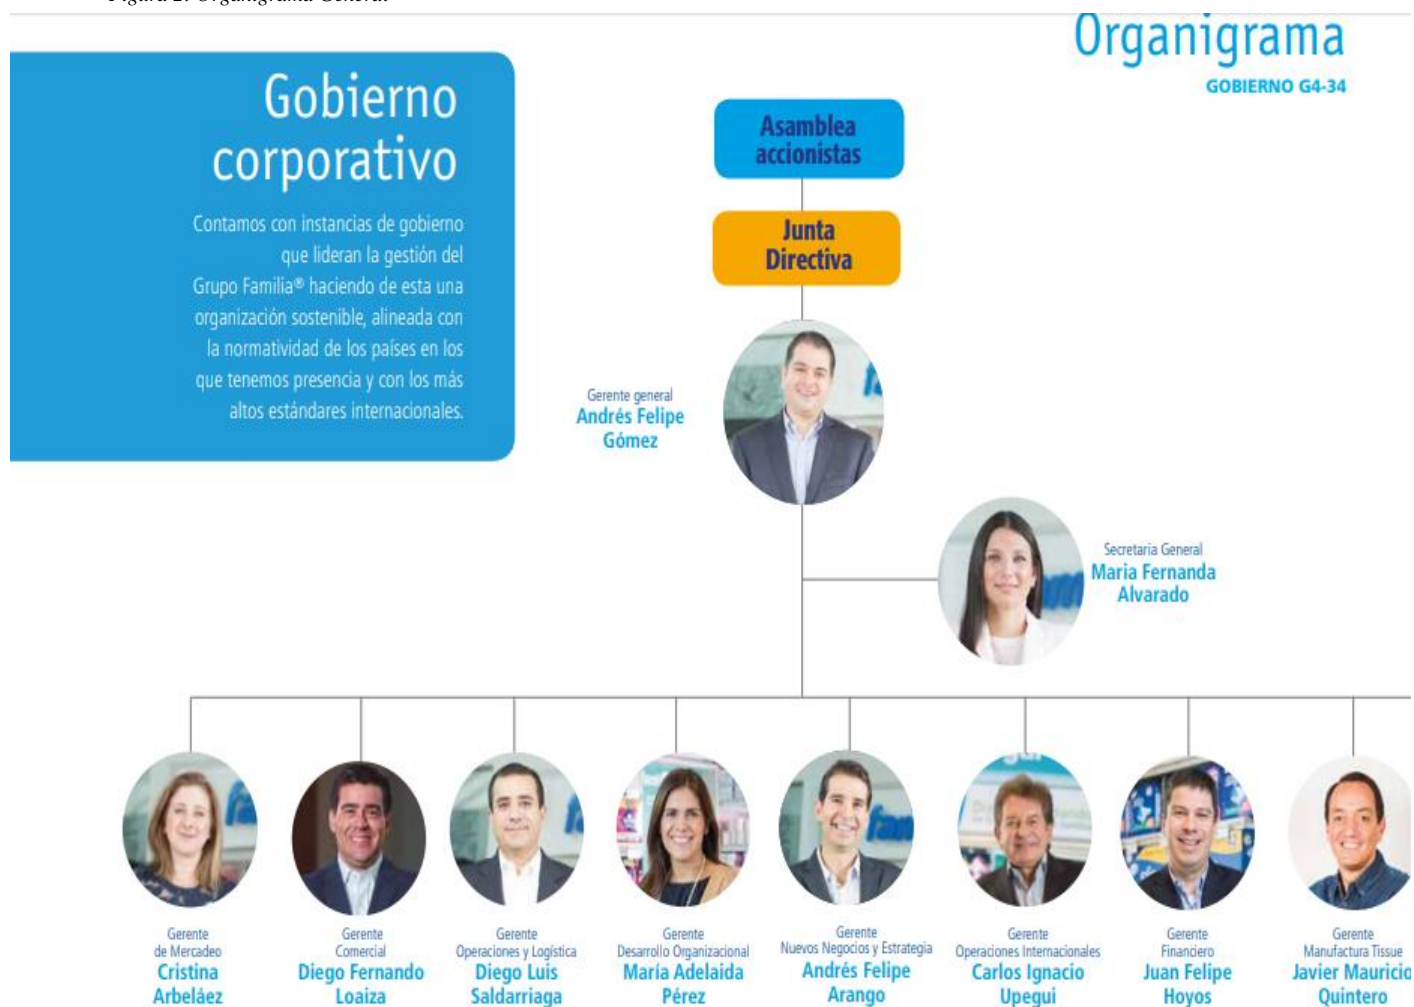 Figura 2. Organigrama General
Organigrama
GOBIERNO G4-34
Gobierno
corporativo
Contamos con instancias de gobierno
que lideran la gestión del
Grupo Familia® haciendo de esta una
organización sostenible, alineada con
la normatividad de los países en los
que tenemos presencia y con los más
altos estándares internacionales.
Asamblea
accionistas
Junta
Directiva
Gerente general
Andrés Felipe
Gómez
Secretaria General
Maria Fernanda
Alvarado
Gerente
de Mercadeo
Cristina
Arbeláez
Gerente
Comercial
Diego Fernando
Loaiza
Gerente
Operaciones y Logística
Diego Luis
Saldarriaga
Gerente
Desarrollo Organizacional
María Adelaida
Pérez
Gerente
Nuevos Negocios y Estrategia
Andrés Felipe
Arango
Gerente
Operaciones Internacionales
Carlos Ignacio
Upegui
Gerente
Financiero
Juan Felipe
Hoyos
Gerente
Manufactura Tissue
Javier Mauricio
Quintero